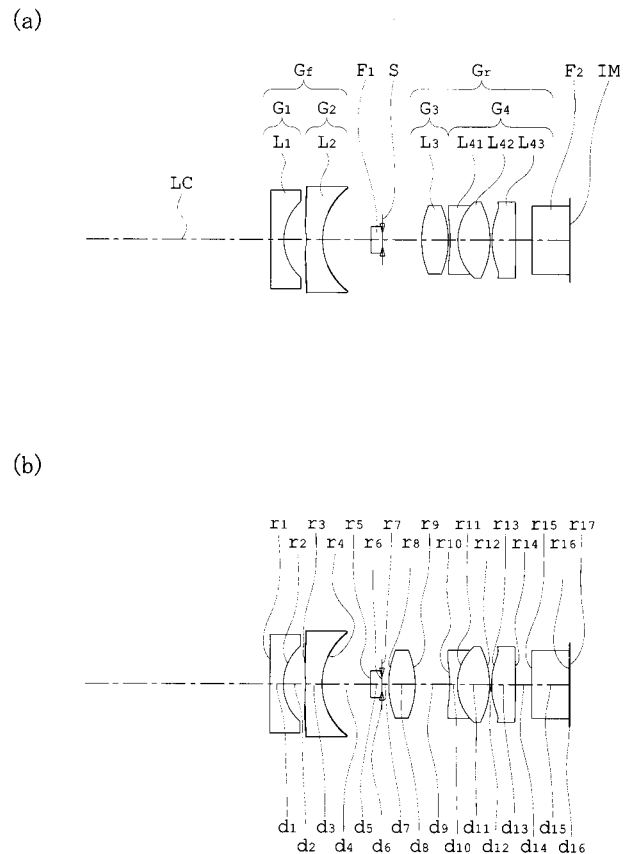 (a)
Gf F1 S Gr F2 IM
G1 G2 G3 G4
L1 L2 L3 L41 L42 L43
LC
(b)
r1 r3 r5 r7 r9 r11 r13 r15 r17
r2 r4 r6 r8 r10 r12 r14 r16
d1 d3 d5 d7 d9 d11 d13 d15
d2 d4 d6 d8 d10 d12 d14 d16